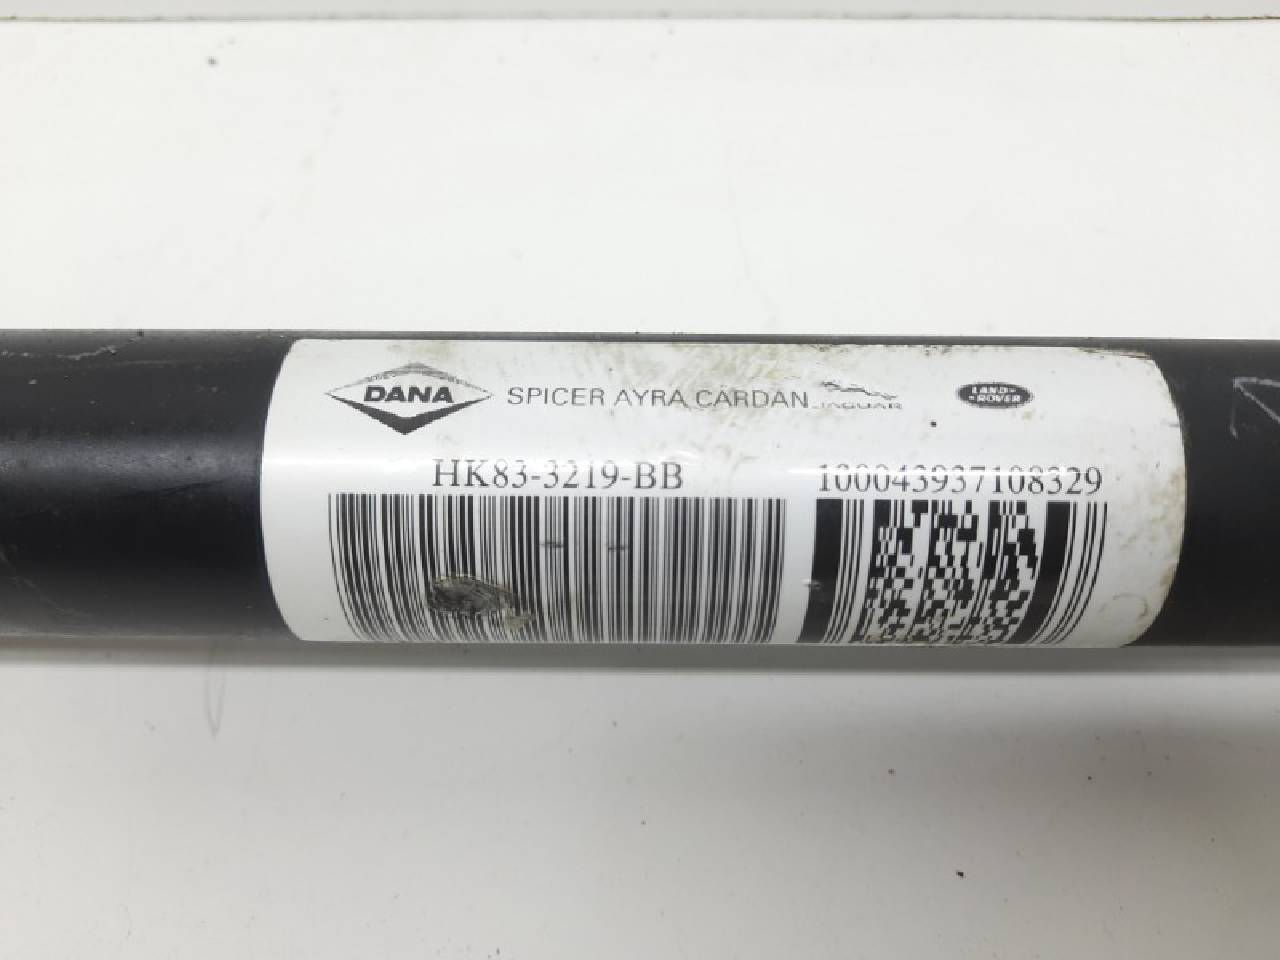 DANA SPICER AYRA CARDAN JAGUAR LAND-ROVER
HK83-3219-BB 100043937108329